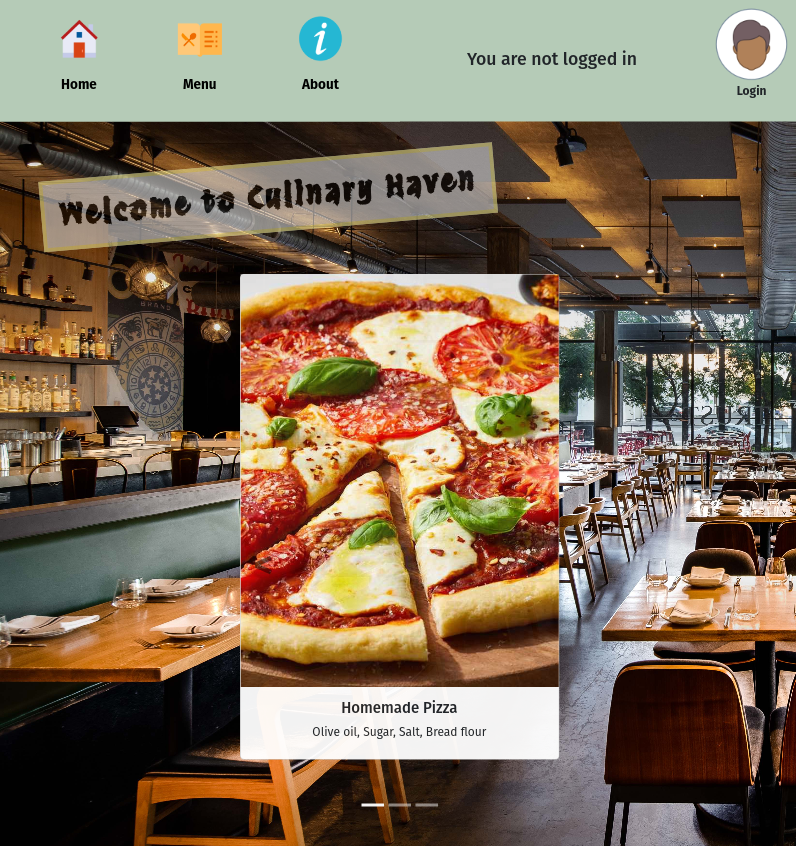 Home
Menu
About
You are not logged in
Login
Welcome to Culinary Haven
BRAND
Homemade Pizza
Olive oil, Sugar, Salt, Bread flour